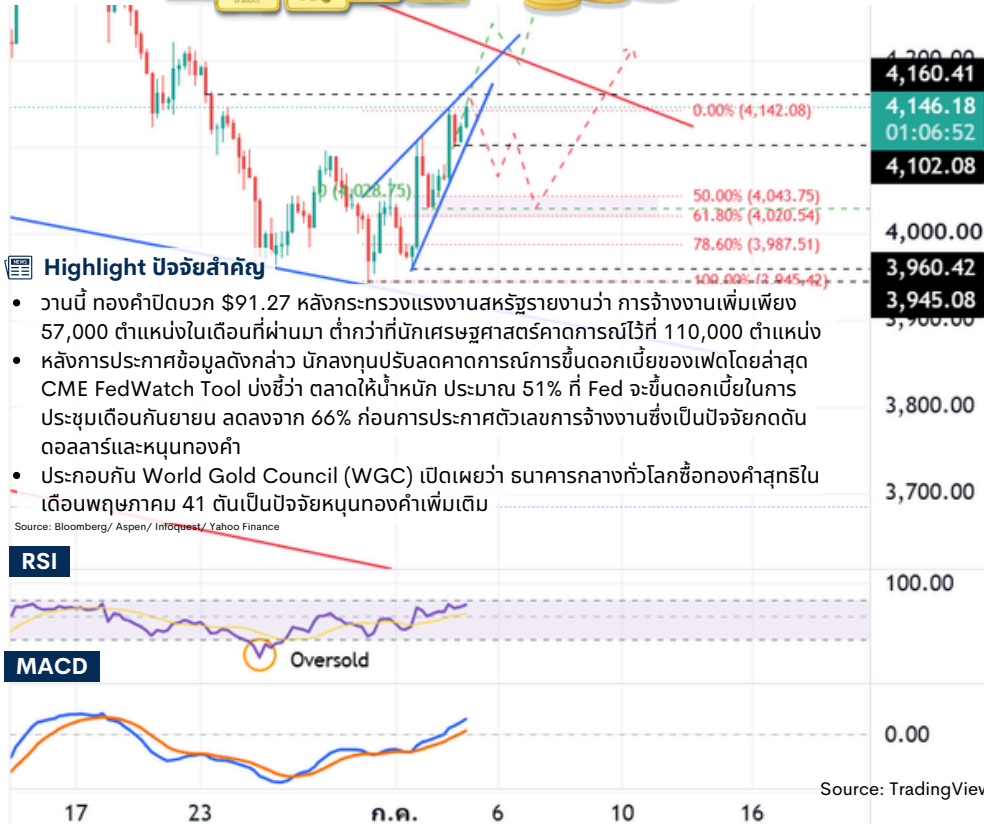 4,200.00
4,160.41
4,146.18
01:06:52
0.00% (4,142.08)
4,102.08
0 (4,028.75)
50.00% (4,043.75)
61.80% (4,020.54)
4,000.00
78.60% (3,987.51)
3,960.42
100.00% (3,945.42)
3,945.08
3,900.00
3,800.00
3,700.00
NEWS
Highlight ปัจจัยสำคัญ
• วานนี้ ทองคำปิดบวก $91.27 หลังกระทรวงแรงงานสหรัฐรายงานว่า การจ้างงานเพิ่มเพียง
57,000 ตำแหน่งในเดือนที่ผ่านมา ต่ำกว่าที่นักเศรษฐศาสตร์คาดการณ์ไว้ที่ 110,000 ตำแหน่ง
• หลังการประกาศข้อมูลดังกล่าว นักลงทุนปรับลดคาดการณ์การขึ้นดอกเบี้ยของเฟดโดยล่าสุด
CME FedWatch Tool บ่งชี้ว่า ตลาดให้น้ำหนัก ประมาณ 51% ที่ Fed จะขึ้นดอกเบี้ยในการ
ประชุมเดือนกันยายน ลดลงจาก 66% ก่อนการประกาศตัวเลขการจ้างงานซึ่งเป็นปัจจัยกดดัน
ดอลลาร์และหนุนทองคำ
• ประกอบกับ World Gold Council (WGC) เปิดเผยว่า ธนาคารกลางทั่วโลกซื้อทองคำสุทธิใน
เดือนพฤษภาคม 41 ตันเป็นปัจจัยหนุนทองคำเพิ่มเติม
Source: Bloomberg/ Aspen/ Infoquest/ Yahoo Finance
RSI
100.00
Oversold
MACD
0.00
Source: TradingView
17 23 ก.ค. 6 10 16